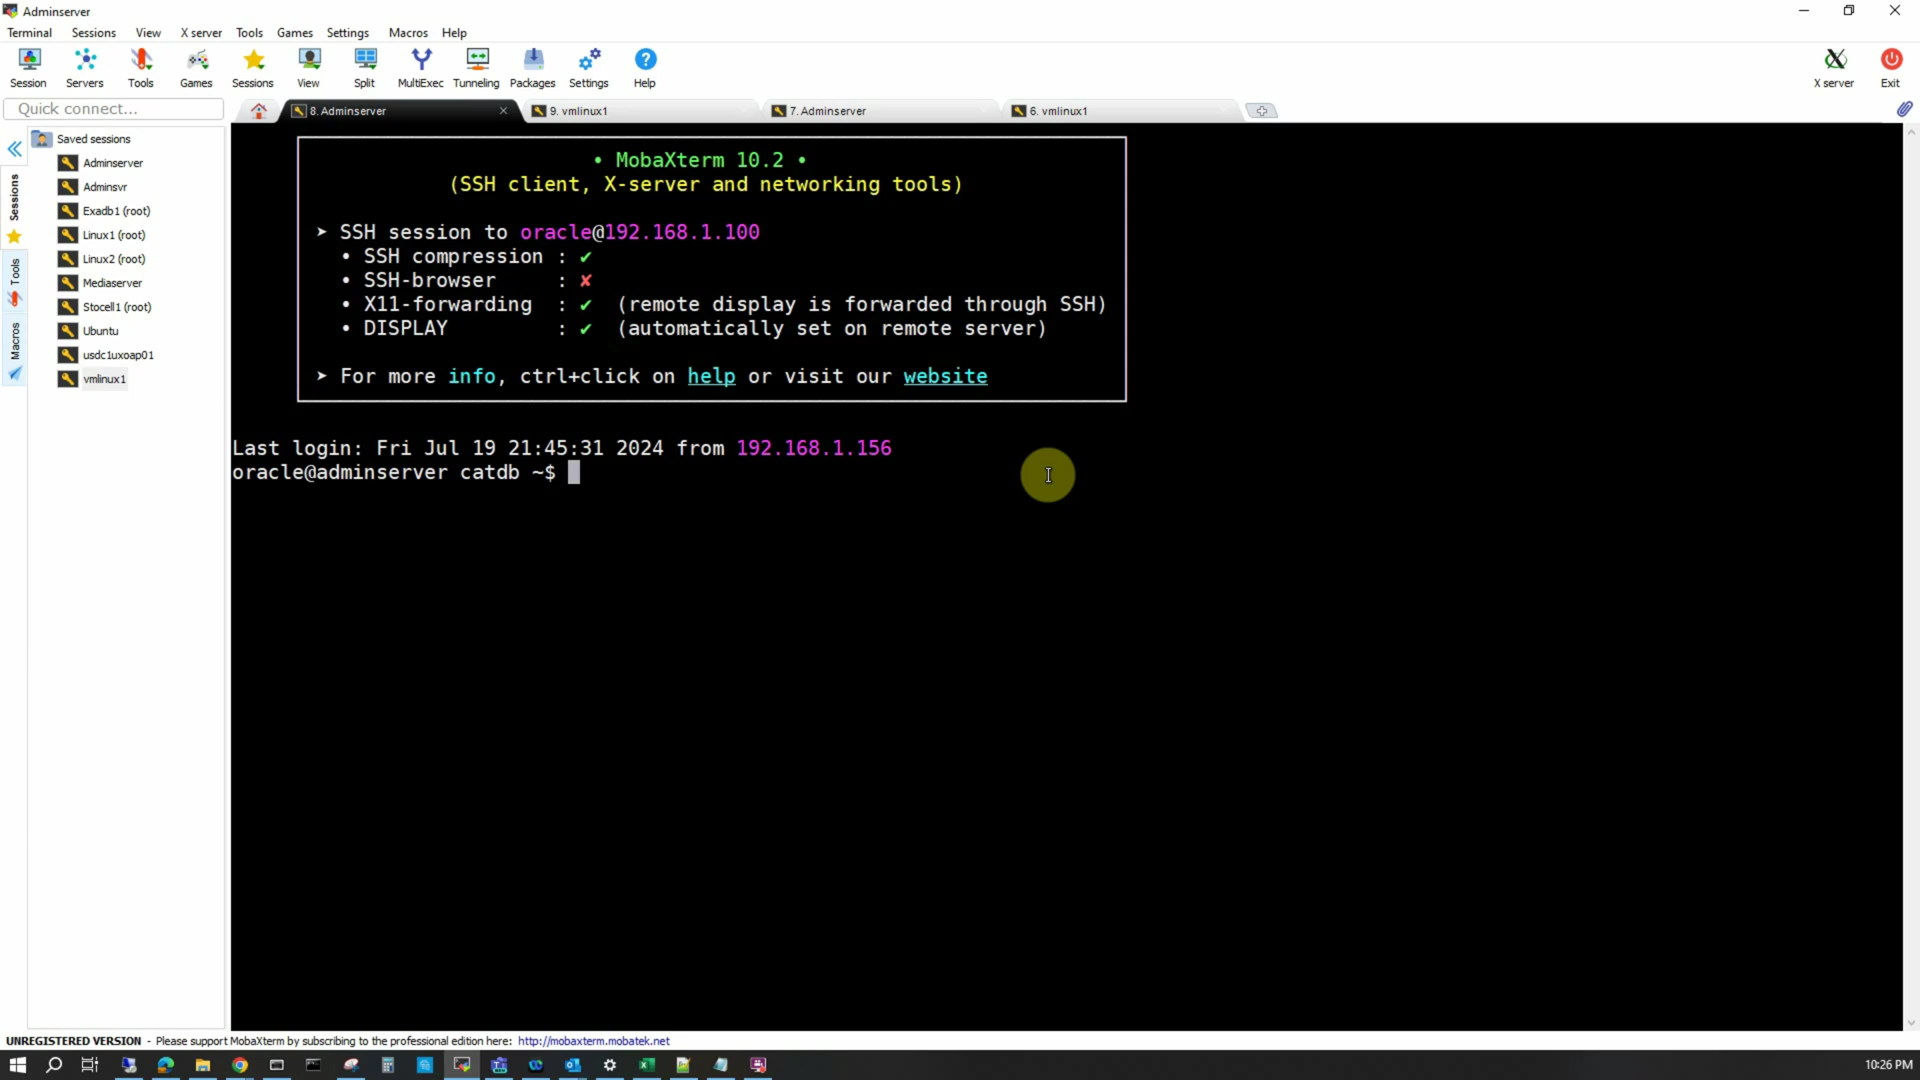 Adminserver
Terminal Sessions View X server Tools Games Settings Macros Help
Session Servers Tools Games Sessions View Split MultiExec Tunneling Packages Settings Help X server Exit
Quick connect...
8. Adminserver 9. vmlinux1 7. Adminserver 6. vmlinux1
Sessions
Tools
Macros
Saved sessions
Adminserver
Adminsvr
Exadb1 (root)
Linux1 (root)
Linux2 (root)
Mediaserver
Stocell1 (root)
Ubuntu
usdc1uxoap01
vmlinux1
• MobaXterm 10.2 •
(SSH client, X-server and networking tools)
➤ SSH session to oracle@192.168.1.100
• SSH compression : ✔
• SSH-browser : ✘
• X11-forwarding : ✔ (remote display is forwarded through SSH)
• DISPLAY : ✔ (automatically set on remote server)
➤ For more info, ctrl+click on help or visit our website
Last login: Fri Jul 19 21:45:31 2024 from 192.168.1.156
oracle@adminserver catdb ~$
UNREGISTERED VERSION - Please support MobaXterm by subscribing to the professional edition here: http://mobaxterm.mobatek.net
10:26 PM